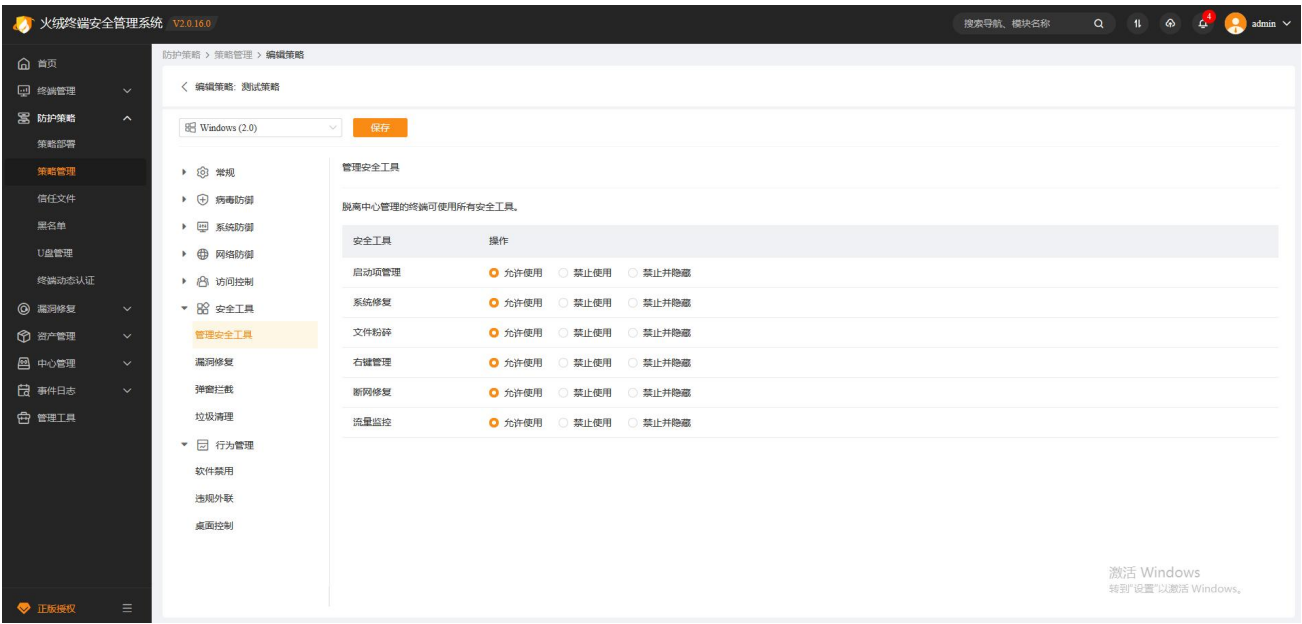 火绒终端安全管理系统 V2.0.16.0
搜索导航、模块名称
4
admin
首页
终端管理
防护策略
策略部署
策略管理
信任文件
黑名单
U盘管理
终端动态认证
漏洞修复
资产管理
中心管理
事件日志
管理工具
正版授权
防护策略 > 策略管理 > 编辑策略
编辑策略: 测试策略
Windows (2.0)
保存
常规
病毒防御
系统防御
网络防御
访问控制
安全工具
管理安全工具
漏洞修复
弹窗拦截
垃圾清理
行为管理
软件禁用
违规外联
桌面控制
管理安全工具
脱离中心管理的终端可使用所有安全工具。
安全工具 操作
启动项管理 允许使用 禁止使用 禁止并隐藏
系统修复 允许使用 禁止使用 禁止并隐藏
文件粉碎 允许使用 禁止使用 禁止并隐藏
右键管理 允许使用 禁止使用 禁止并隐藏
断网修复 允许使用 禁止使用 禁止并隐藏
流量监控 允许使用 禁止使用 禁止并隐藏
激活 Windows
转到"设置"以激活 Windows。